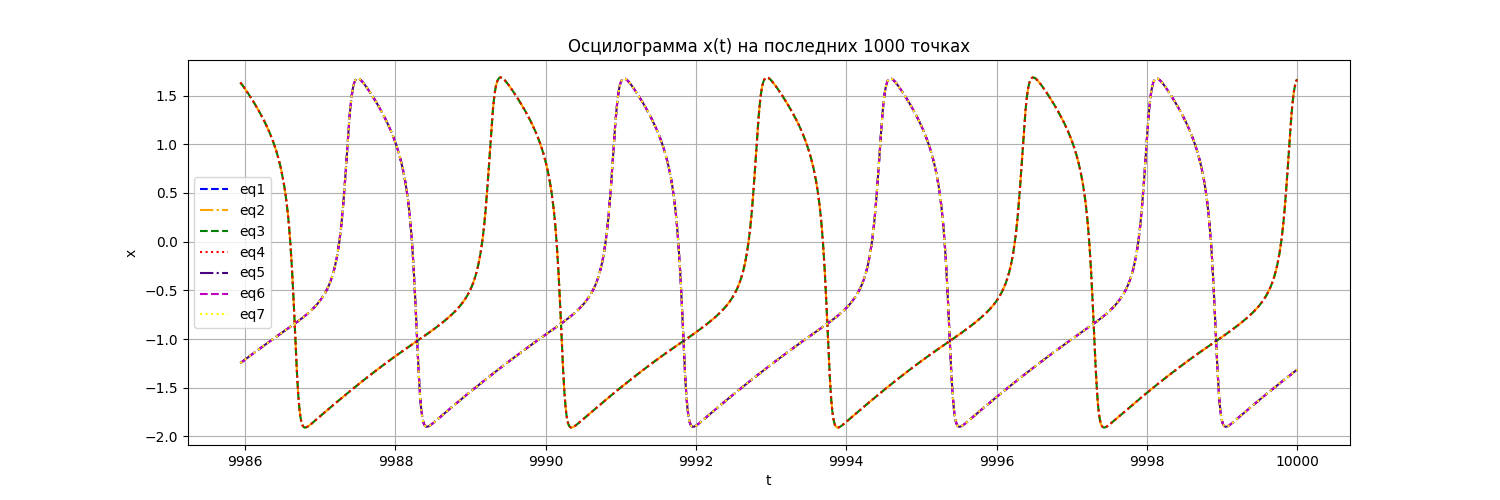 Осцилограмма x(t) на последних 1000 точках
x
1.5
1.0
0.5
0.0
−0.5
−1.0
−1.5
−2.0
eq1
eq2
eq3
eq4
eq5
eq6
eq7
9986
9988
9990
9992
9994
9996
9998
10000
t